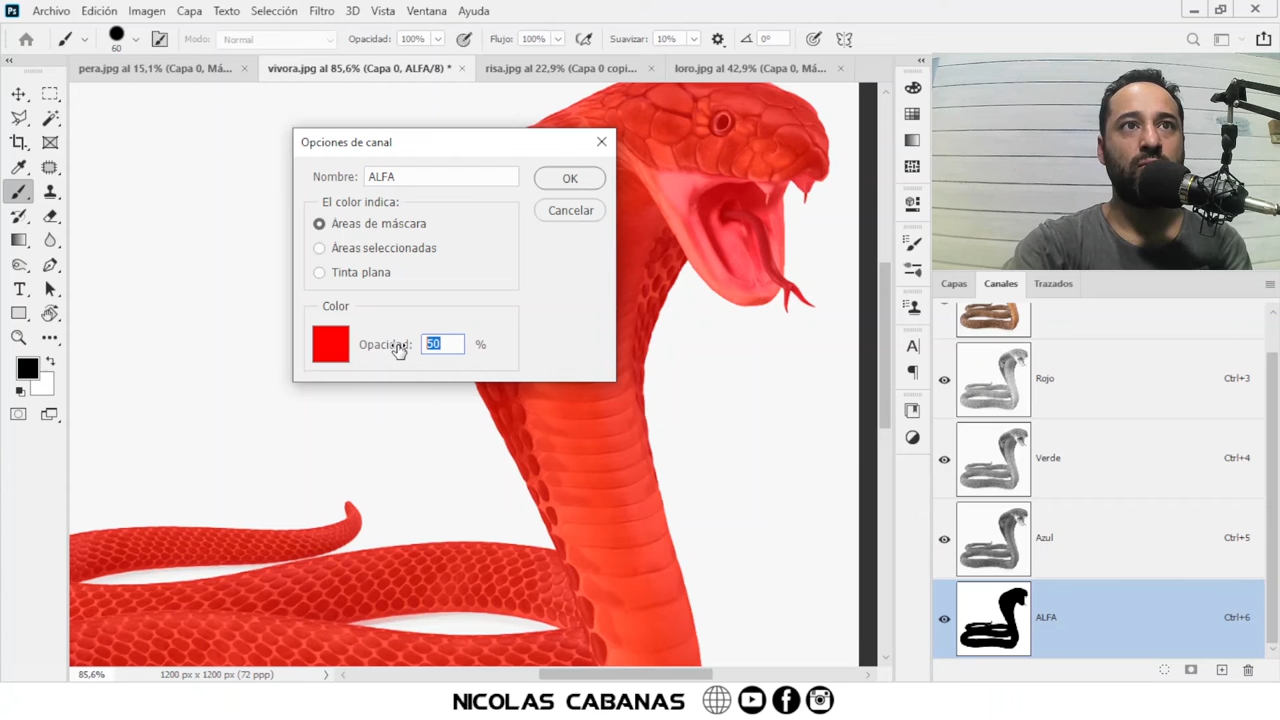 Ps Archivo Edición Imagen Capa Texto Selección Filtro 3D Vista Ventana Ayuda
60 Modo: Normal Opacidad: 100% Flujo: 100% Suavizar: 10% 0°
pera.jpg al 15,1% (Capa 0, Má... × vivora.jpg al 85,6% (Capa 0, ALFA/8) * × risa.jpg al 22,9% (Capa 0 copi... × loro.jpg al 42,9% (Capa 0, Má... ×
Opciones de canal
Nombre: ALFA
OK
El color indica:
Áreas de máscara
Cancelar
Áreas seleccionadas
Tinta plana
Color
Opacidad: 50 %
Capas Canales Trazados
Rojo Ctrl+3
Verde Ctrl+4
Azul Ctrl+5
ALFA Ctrl+6
85,6% 1200 px x 1200 px (72 ppp)
NICOLAS CABANAS